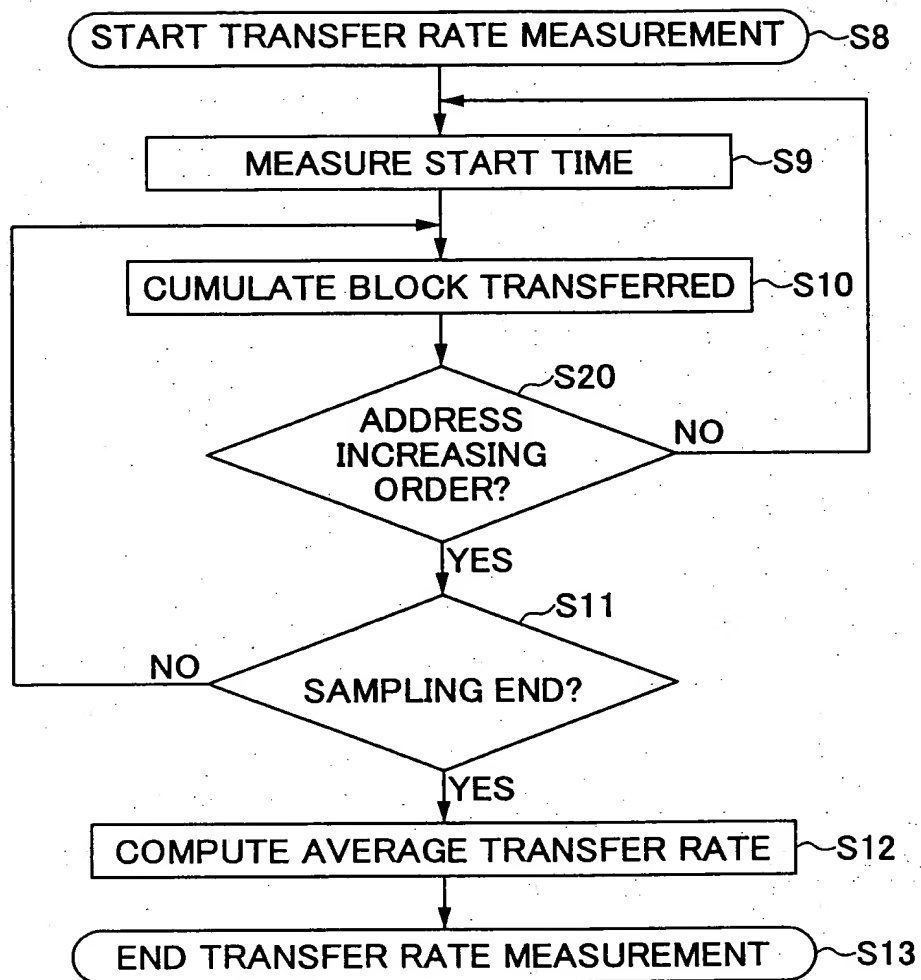 START TRANSFER RATE MEASUREMENT S8
MEASURE START TIME S9
CUMULATE BLOCK TRANSFERRED S10
S20
ADDRESS
INCREASING
ORDER?
NO
YES
S11
NO
SAMPLING END?
YES
COMPUTE AVERAGE TRANSFER RATE S12
END TRANSFER RATE MEASUREMENT S13